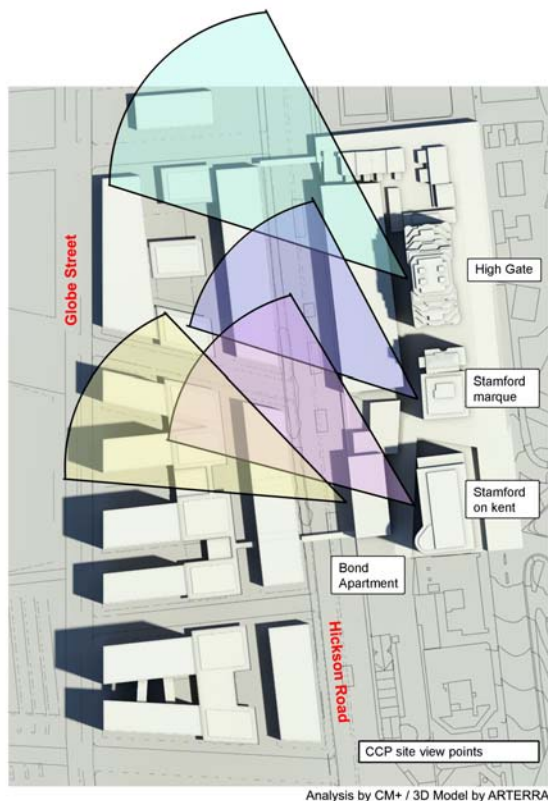 Globe Street
High Gate
Stamford
marque
Stamford
on kent
Bond
Apartment
Hickson Road
CCP site view points
Analysis by CM+ / 3D Model by ARTERRA